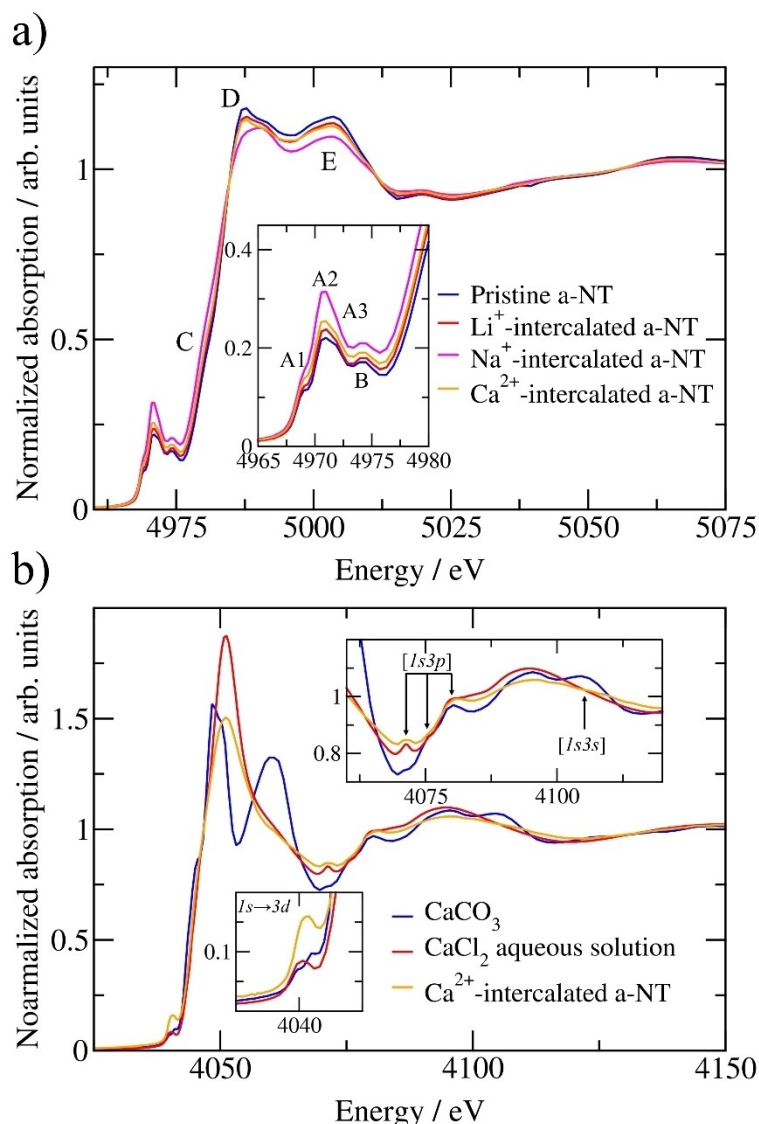 a)
Normalized absorption / arb. units
1
0.5
0
D
E
C
0.4
0.2
0
A2
A3
A1
B
4965 4970 4975 4980
Pristine a-NT
Li⁺-intercalated a-NT
Na⁺-intercalated a-NT
Ca²⁺-intercalated a-NT
4975 5000 5025 5050 5075
Energy / eV
b)
Noarmalized absorption / arb. units
1.5
1
0.5
0
[1s3p]
1
0.8
[1s3s]
4075 4100
1s→3d
0.1
4040
CaCO₃
CaCl₂ aqueous solution
Ca²⁺-intercalated a-NT
4050 4100 4150
Energy / eV